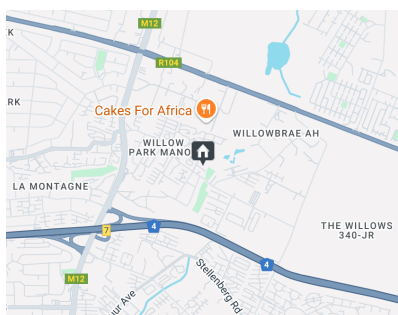 M12
K
R104
Cakes For Africa
WILLOWBRAE AH
WILLOW
PARK MANO
RK
LA MONTAGNE
THE WILLOWS
340-JR
4
7
4
M12
Stellenberg Rd
ur Ave